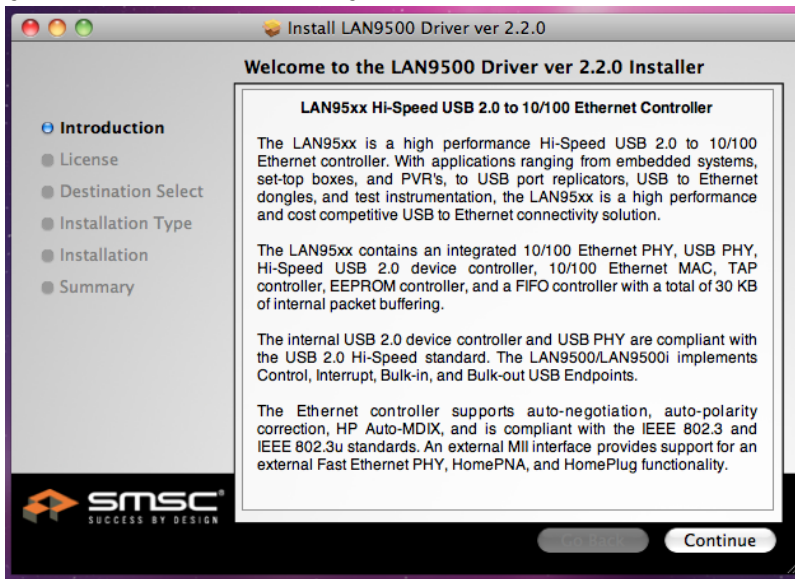 Install LAN9500 Driver ver 2.2.0
Welcome to the LAN9500 Driver ver 2.2.0 Installer
Introduction
License
Destination Select
Installation Type
Installation
Summary
LAN95xx Hi-Speed USB 2.0 to 10/100 Ethernet Controller
The LAN95xx is a high performance Hi-Speed USB 2.0 to 10/100
Ethernet controller. With applications ranging from embedded systems,
set-top boxes, and PVR's, to USB port replicators, USB to Ethernet
dongles, and test instrumentation, the LAN95xx is a high performance
and cost competitive USB to Ethernet connectivity solution.
The LAN95xx contains an integrated 10/100 Ethernet PHY, USB PHY,
Hi-Speed USB 2.0 device controller, 10/100 Ethernet MAC, TAP
controller, EEPROM controller, and a FIFO controller with a total of 30 KB
of internal packet buffering.
The internal USB 2.0 device controller and USB PHY are compliant with
the USB 2.0 Hi-Speed standard. The LAN9500/LAN9500i implements
Control, Interrupt, Bulk-in, and Bulk-out USB Endpoints.
The Ethernet controller supports auto-negotiation, auto-polarity
correction, HP Auto-MDIX, and is compliant with the IEEE 802.3 and
IEEE 802.3u standards. An external MII interface provides support for an
external Fast Ethernet PHY, HomePNA, and HomePlug functionality.
smsc
SUCCESS BY DESIGN
Go Back
Continue